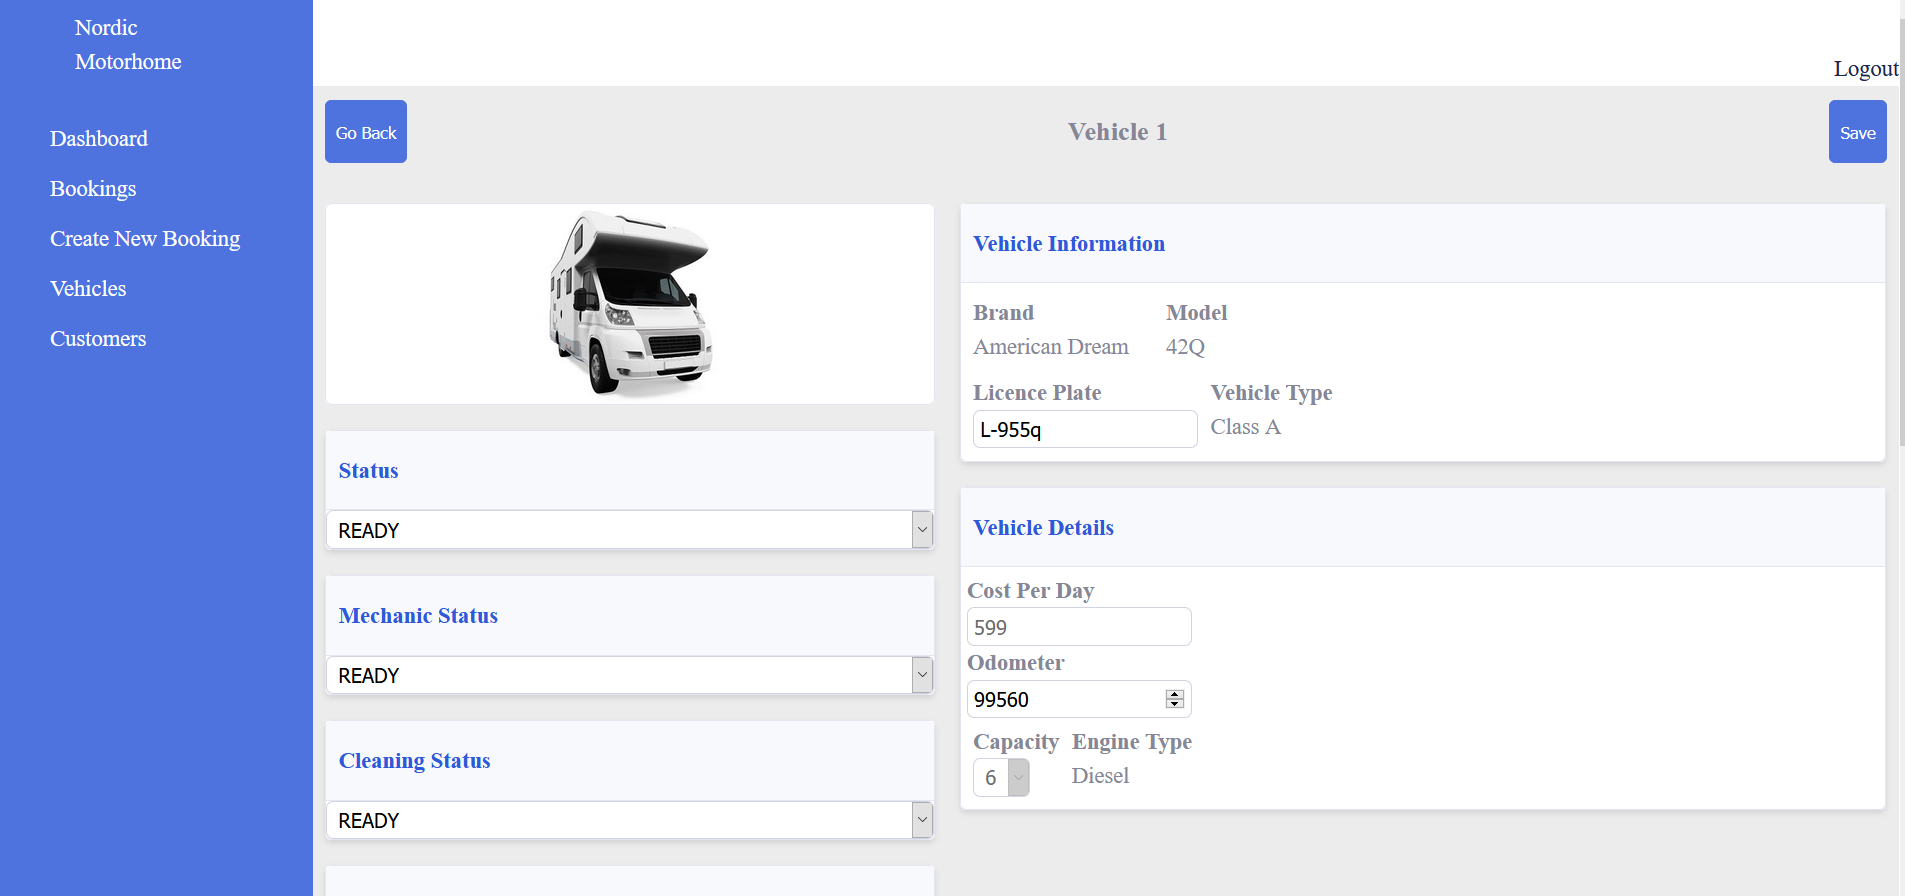 Nordic
Motorhome
Dashboard
Bookings
Create New Booking
Vehicles
Customers
Logout
Go Back
Vehicle 1
Save
Status
READY
Mechanic Status
READY
Cleaning Status
READY
Vehicle Information
Brand Model
American Dream 42Q
Licence Plate Vehicle Type
L-955q Class A
Vehicle Details
Cost Per Day
599
Odometer
99560
Capacity Engine Type
6 Diesel